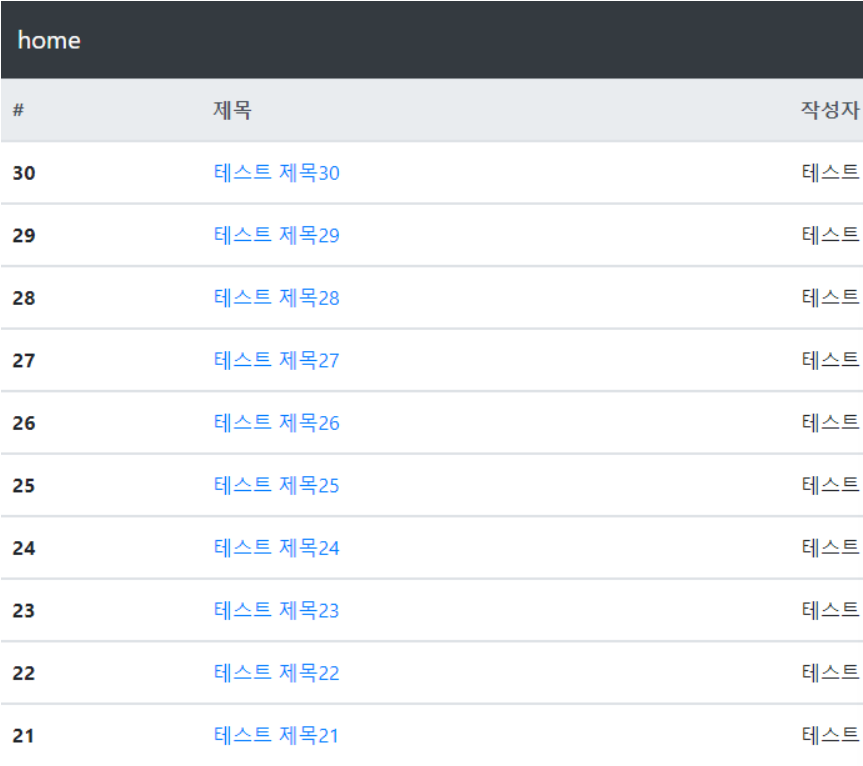 home
# 제목 작성자
30 테스트 제목30 테스트
29 테스트 제목29 테스트
28 테스트 제목28 테스트
27 테스트 제목27 테스트
26 테스트 제목26 테스트
25 테스트 제목25 테스트
24 테스트 제목24 테스트
23 테스트 제목23 테스트
22 테스트 제목22 테스트
21 테스트 제목21 테스트